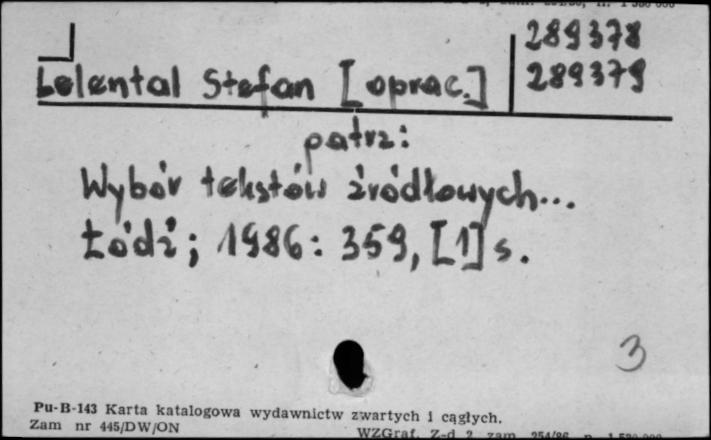 289378
Lelental Stefan [oprac.] 289379
patrz:
Wybór tekstów źródłowych...
Łódź; 1986: 359, [1] s.
3
Pu-B-143 Karta katalogowa wydawnictw zwartych i ciągłych.
Zam nr 445/DW/ON
WZGraf. Z-d 2 zam. 254/86